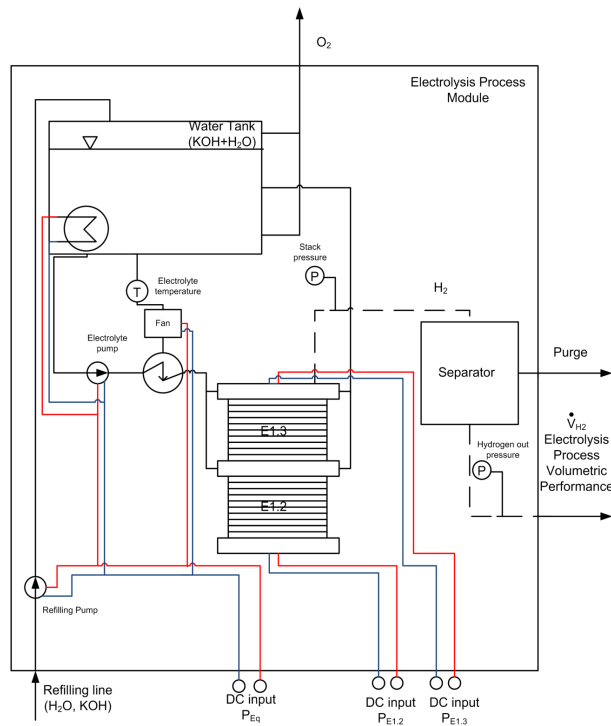 O2
Electrolysis Process
Module
Water Tank
(KOH+H2O)
Stack
pressure
P
T
Electrolyte
temperature
H2
Fan
Electrolyte
pump
Separator
Purge
V̇H2
Electrolysis
Process
Volumetric
Performance
Hydrogen out
pressure
P
E1.3
E1.2
Refilling Pump
Refilling line
(H2O, KOH)
DC input
PEq
DC input
PE1.2
DC input
PE1.3